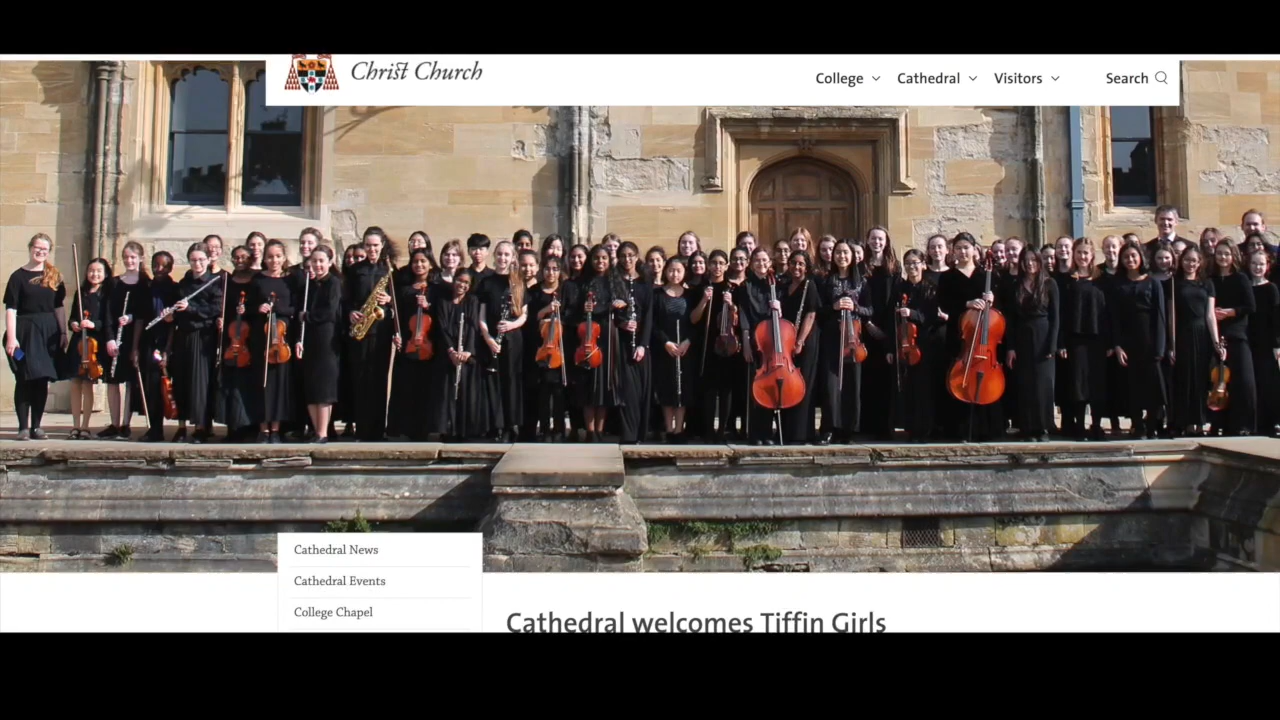 Christ Church
College
Cathedral
Visitors
Search
Cathedral News
Cathedral Events
College Chapel
Cathedral welcomes Tiffin Girls